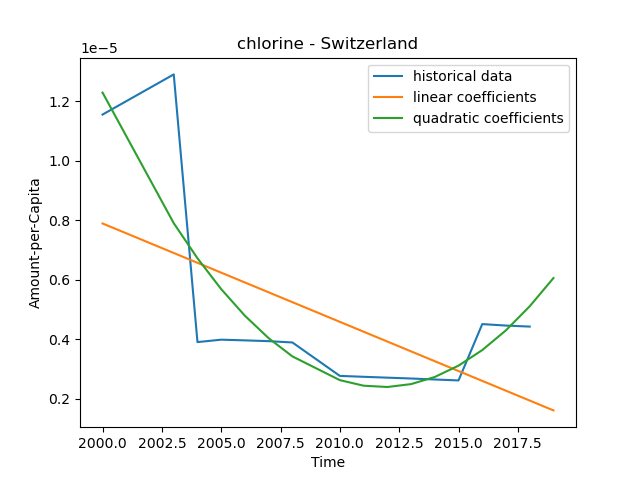 chlorine - Switzerland
1e−5
historical data
linear coefficients
quadratic coefficients
Amount-per-Capita
1.2
1.0
0.8
0.6
0.4
0.2
2000.0 2002.5 2005.0 2007.5 2010.0 2012.5 2015.0 2017.5
Time